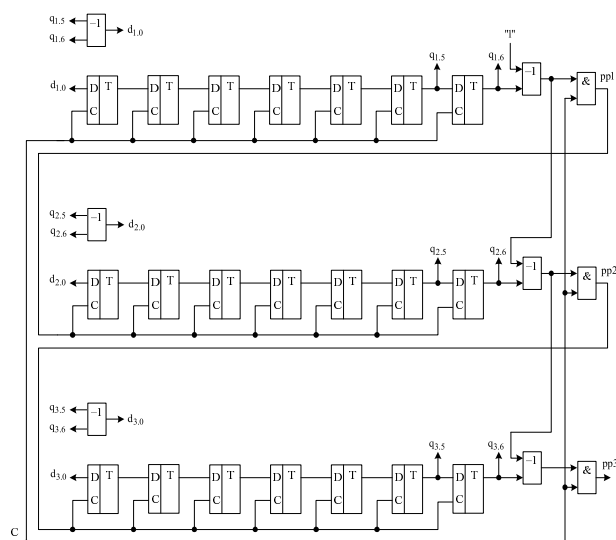 q1.5 −1 d1.0
q1.6
"1" q1.5 q1.6
−1 & pp1
d1.0 D T D T D T D T D T D T D T
C C C C C C C
q2.5 −1 d2.0
q2.6
q2.5 q2.6 −1 & pp2
d2.0 D T D T D T D T D T D T D T
C C C C C C C
q3.5 −1 d3.0
q3.6
q3.5 q3.6 −1 & pp3
d3.0 D T D T D T D T D T D T D T
C C C C C C C
C